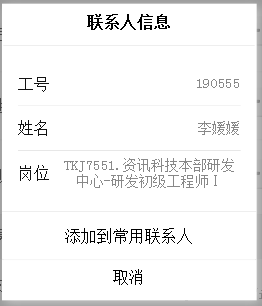 联系人信息
工号 190555
姓名 李媛媛
岗位 TKJ7551.资讯科技本部研发
中心-研发初级工程师Ⅰ
添加到常用联系人
取消